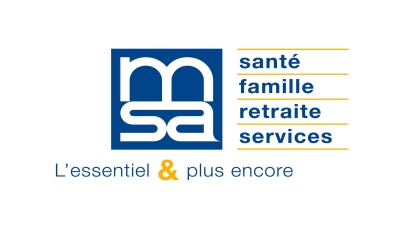 msa
santé
famille
retraite
services
L'essentiel & plus encore